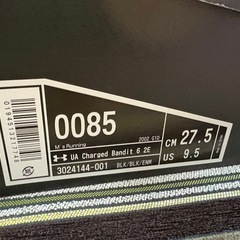 0085
M's Running
2002 G10
UA Charged Bandit 6 2E
3024144-001 BLK/BLK/ENM
CM 27.5
US 9.5